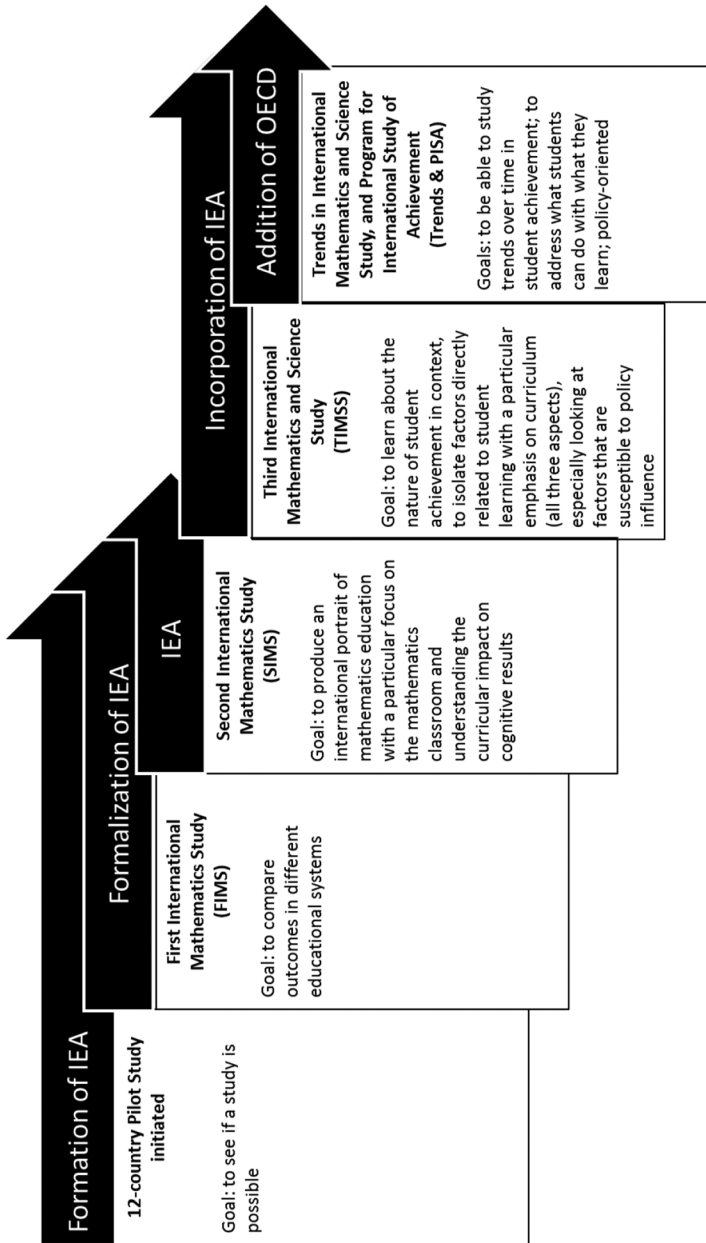 Formation of IEA
12-country Pilot Study
initiated
Goal: to see if a study is
possible
Formalization of IEA
First International
Mathematics Study
(FIMS)
Goal: to compare
outcomes in different
educational systems
IEA
Second International
Mathematics Study
(SIMS)
Goal: to produce an
international portrait of
mathematics education
with a particular focus on
the mathematics
classroom and
understanding the
curricular impact on
cognitive results
Incorporation of IEA
Third International
Mathematics and Science
Study
(TIMSS)
Goal: to learn about the
nature of student
achievement in context,
to isolate factors directly
related to student
learning with a particular
emphasis on curriculum
(all three aspects),
especially looking at
factors that are
susceptible to policy
influence
Addition of OECD
Trends in International
Mathematics and Science
Study, and Program for
International Study of
Achievement
(Trends & PISA)
Goals: to be able to study
trends over time in
student achievement; to
address what students
can do with what they
learn; policy-oriented